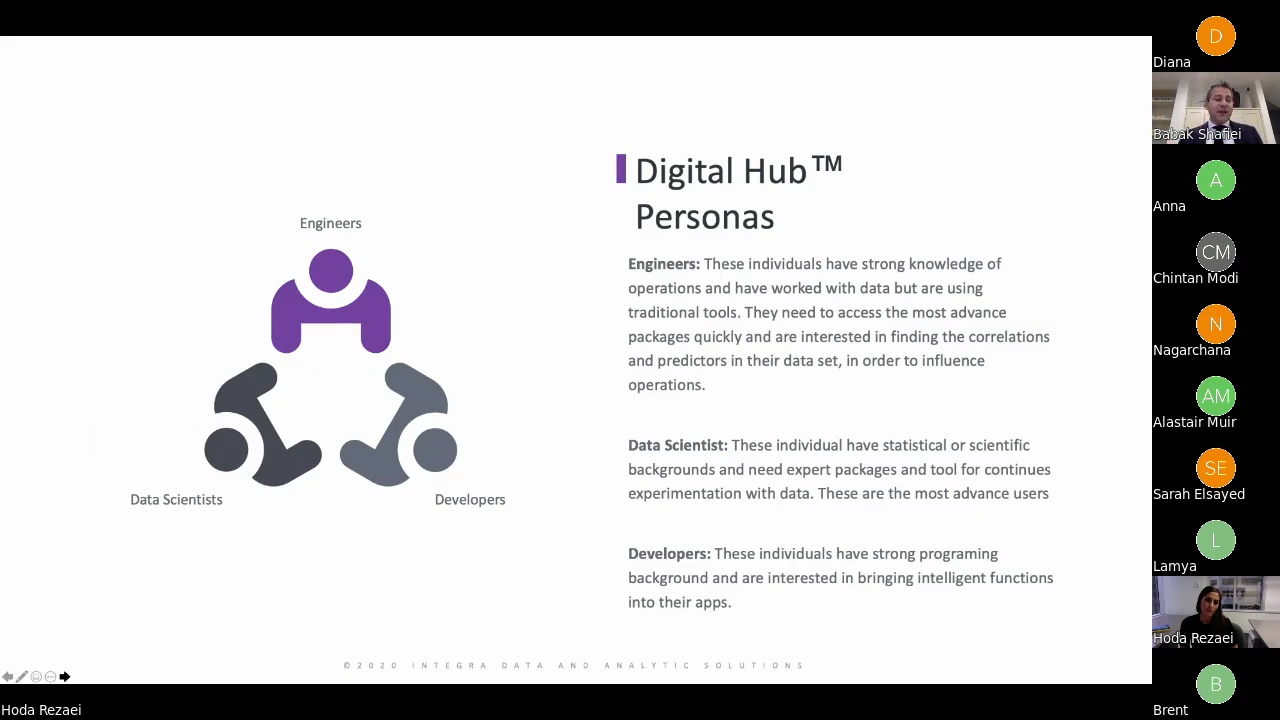 Digital Hub™
Personas
Engineers
Data Scientists
Developers
Engineers: These individuals have strong knowledge of
operations and have worked with data but are using
traditional tools. They need to access the most advance
packages quickly and are interested in finding the correlations
and predictors in their data set, in order to influence
operations.
Data Scientist: These individual have statistical or scientific
backgrounds and need expert packages and tool for continues
experimentation with data. These are the most advance users
Developers: These individuals have strong programing
background and are interested in bringing intelligent functions
into their apps.
©2020 INTEGRA DATA AND ANALYTIC SOLUTIONS
Hoda Rezaei
D
Diana
Babak Shafiei
A
Anna
CM
Chintan Modi
N
Nagarchana
AM
Alastair Muir
SE
Sarah Elsayed
L
Lamya
Hoda Rezaei
B
Brent